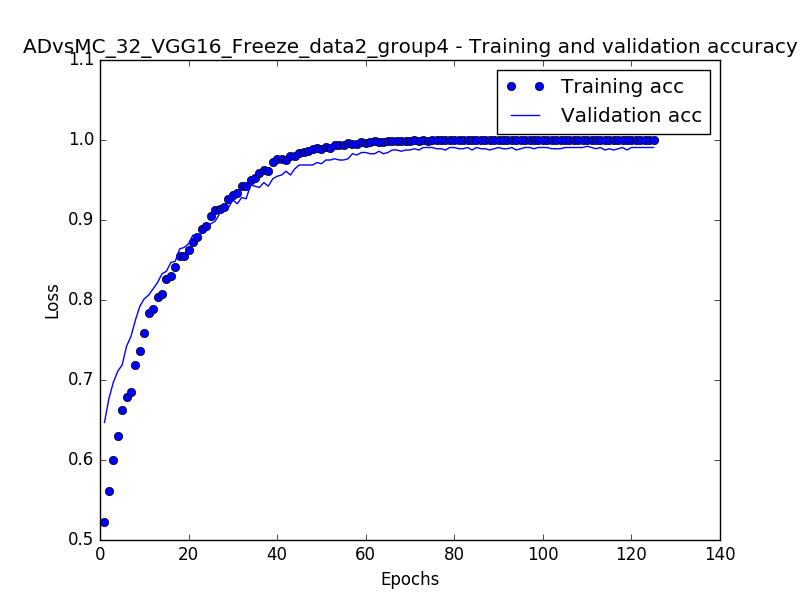 ADvsMC_32_VGG16_Freeze_data2_group4 - Training and validation accuracy
1.1
Training acc
Validation acc
1.0
0.9
0.8
Loss
0.7
0.6
0.5
0 20 40 60 80 100 120 140
Epochs